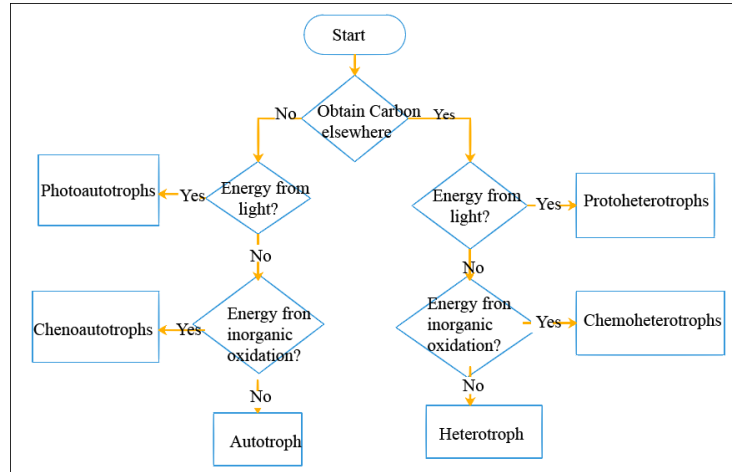 Start
Obtain Carbon
elsewhere
No
Yes
Photoautotrophs
Yes
Energy from
light?
Energy from
light?
Yes
Protoheterotrophs
No
No
Chenoautotrophs
Yes
Energy fron
inorganic
oxidation?
Energy fron
inorganic
oxidation?
Yes
Chemoheterotrophs
No
No
Autotroph
Heterotroph